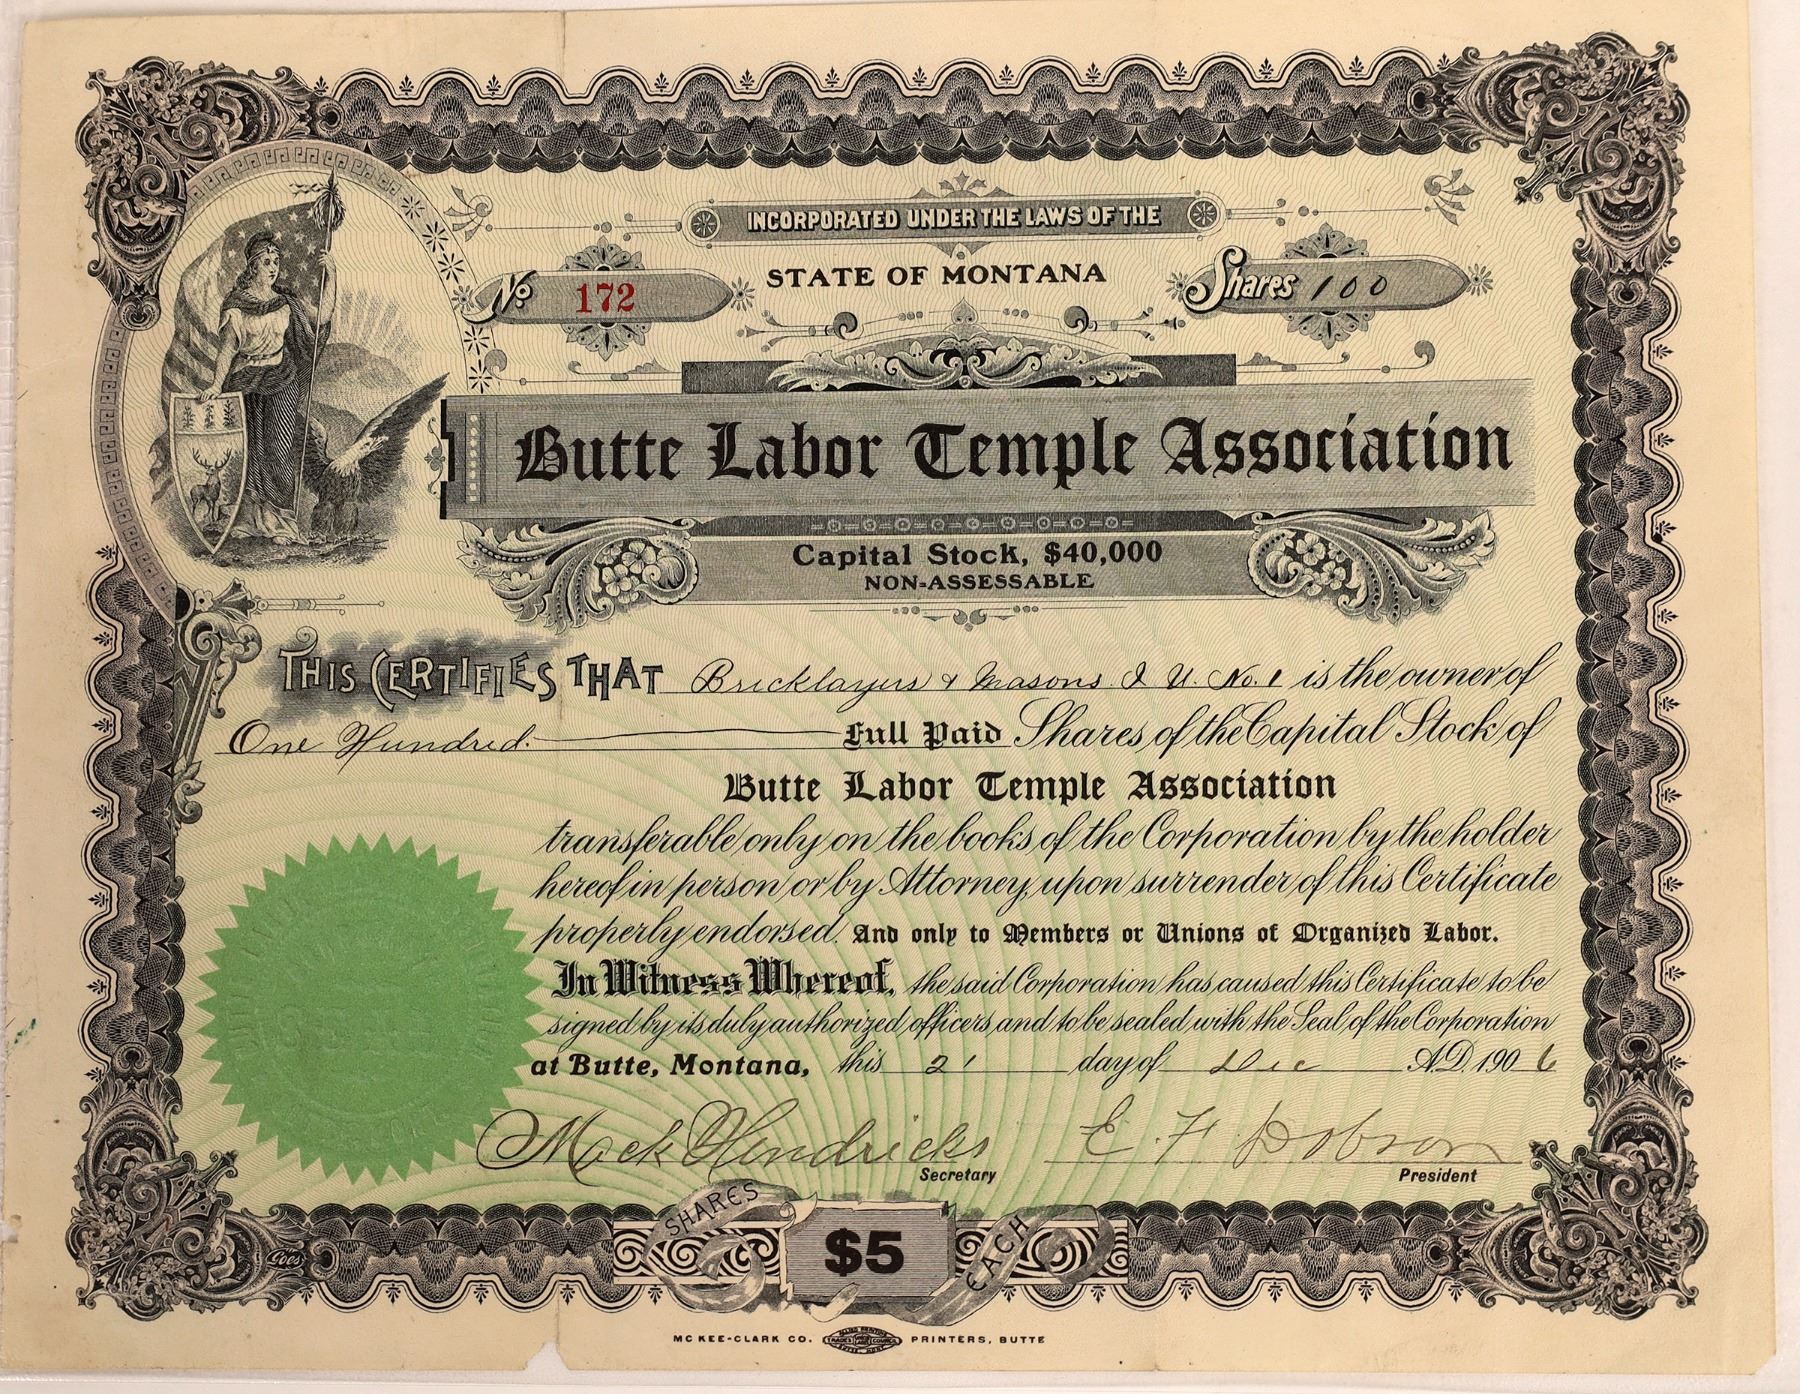 INCORPORATED UNDER THE LAWS OF THE
STATE OF MONTANA
No 172
Shares 100
Butte Labor Temple Association
Capital Stock, $40,000
NON-ASSESSABLE
THIS CERTIFIES THAT Bricklayers & Masons I U. No. 1 is the owner of
One Hundred. Full Paid Shares of the Capital Stock of
Butte Labor Temple Association
transferable only on the books of the Corporation by the holder
hereof in person or by Attorney, upon surrender of this Certificate
properly endorsed. And only to Members or Unions of Organized Labor.
In Witness Whereof, the said Corporation has caused this Certificate to be
signed by its duly authorized officers and to be sealed with the Seal of the Corporation
at Butte, Montana, this 21 day of Dec A.D. 1906
Mack Hendricks E. F. Dobson
Secretary President
SHARES $5 EACH
Goes
MCKEE-CLARK CO. PRINTERS, BUTTE